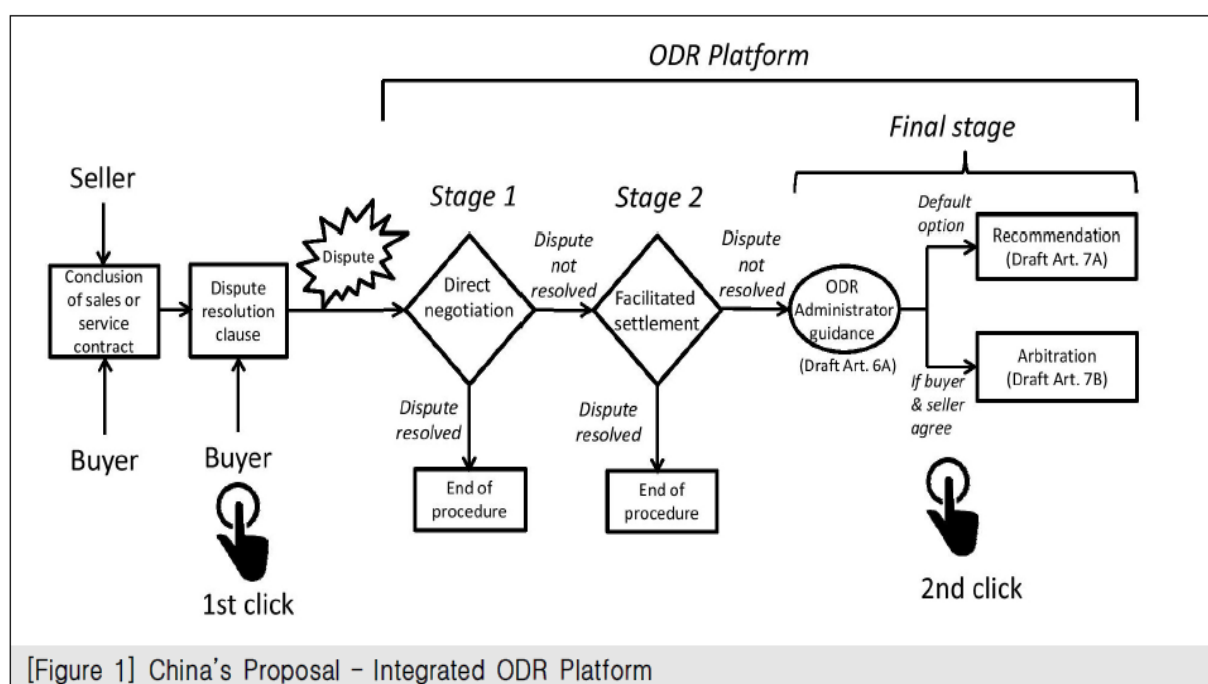 ODR Platform
Final stage
Seller
Stage 1
Stage 2
Default
option
Dispute
Dispute
not
resolved
Dispute
not
resolved
Recommendation
(Draft Art. 7A)
Conclusion
of sales or
service
contract
Dispute
resolution
clause
Direct
negotiation
Facilitated
settlement
ODR
Administrator
guidance
(Draft Art. 6A)
Arbitration
(Draft Art. 7B)
If buyer
& seller
agree
Dispute
resolved
Dispute
resolved
Buyer
Buyer
End of
procedure
End of
procedure
1st click
2nd click
[Figure 1] China's Proposal – Integrated ODR Platform